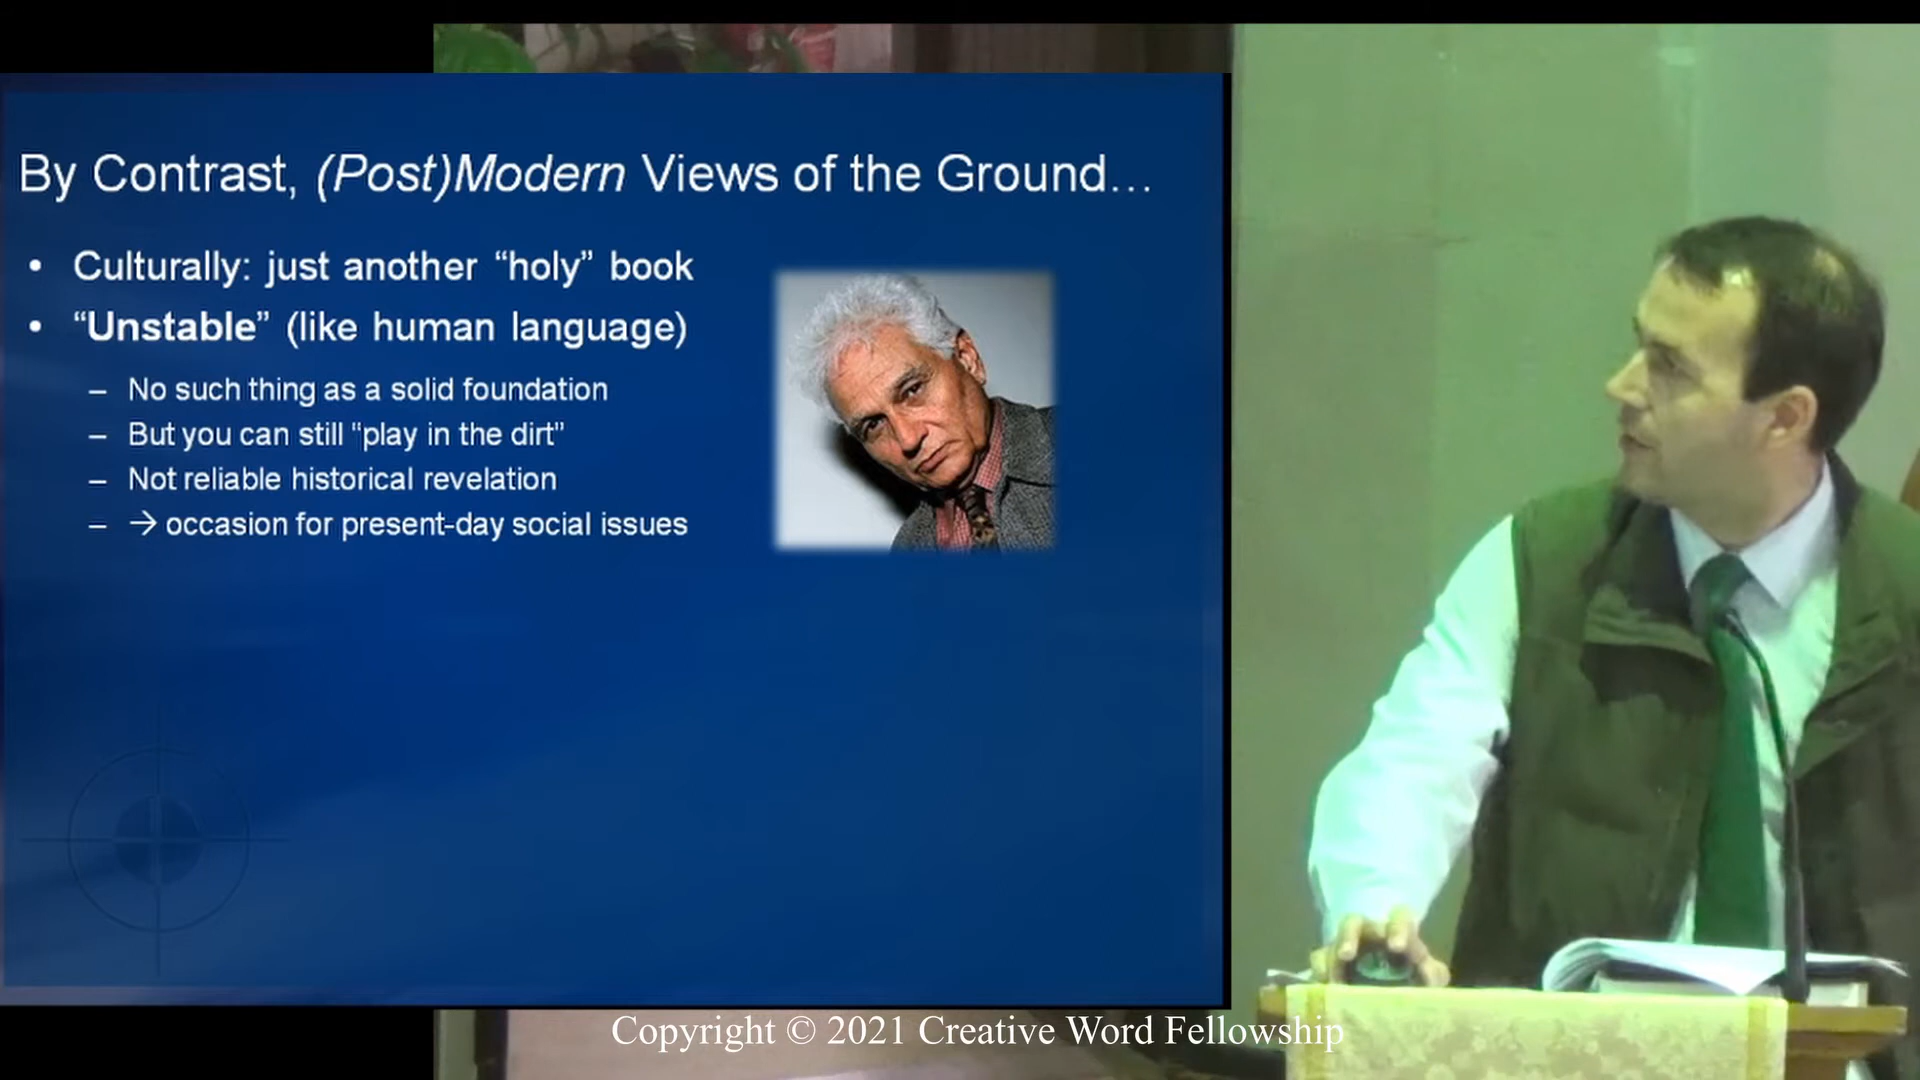 By Contrast, (Post)Modern Views of the Ground…
• Culturally: just another “holy” book
• “Unstable” (like human language)
– No such thing as a solid foundation
– But you can still “play in the dirt”
– Not reliable historical revelation
– → occasion for present-day social issues
Copyright © 2021 Creative Word Fellowship